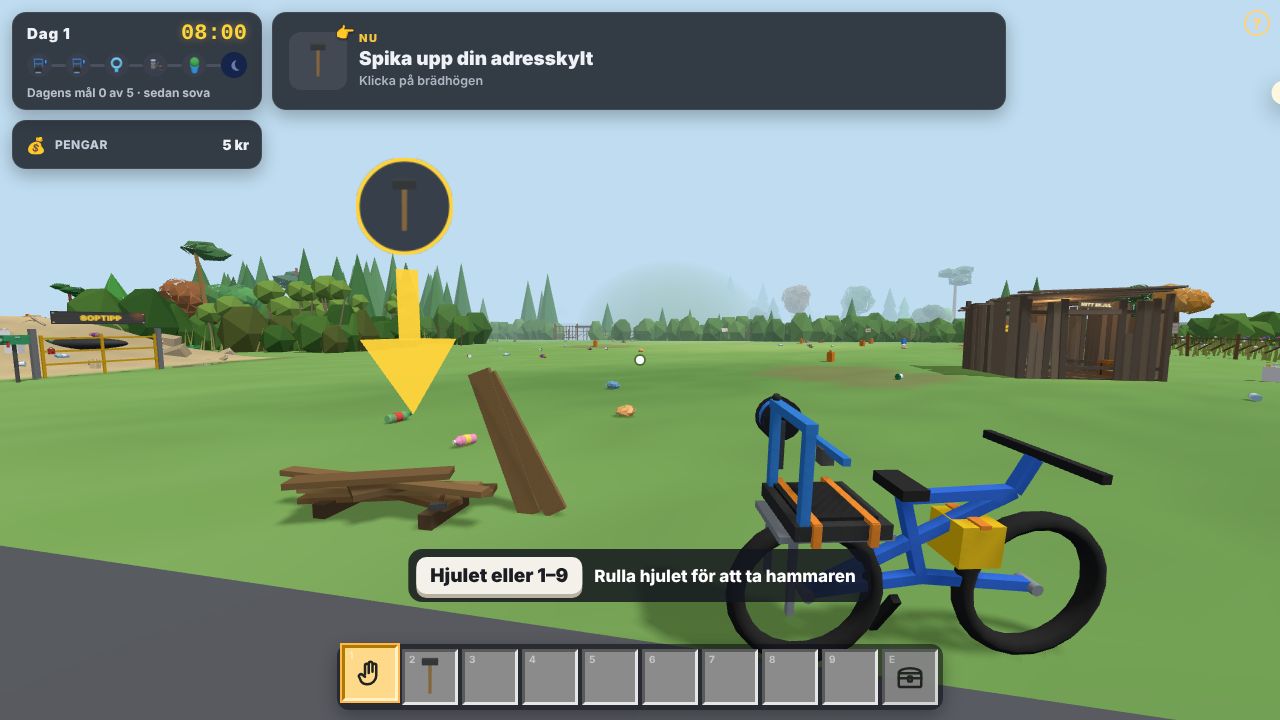 Dag 1
08:00
Dagens mål 0 av 5 · sedan sova
NU
Spika upp din adresskylt
Klicka på brädhögen
?
PENGAR
5 kr
SOPTIPP
Hjulet eller 1–9
Rulla hjulet för att ta hammaren
1
2
3
4
5
6
7
8
9
E